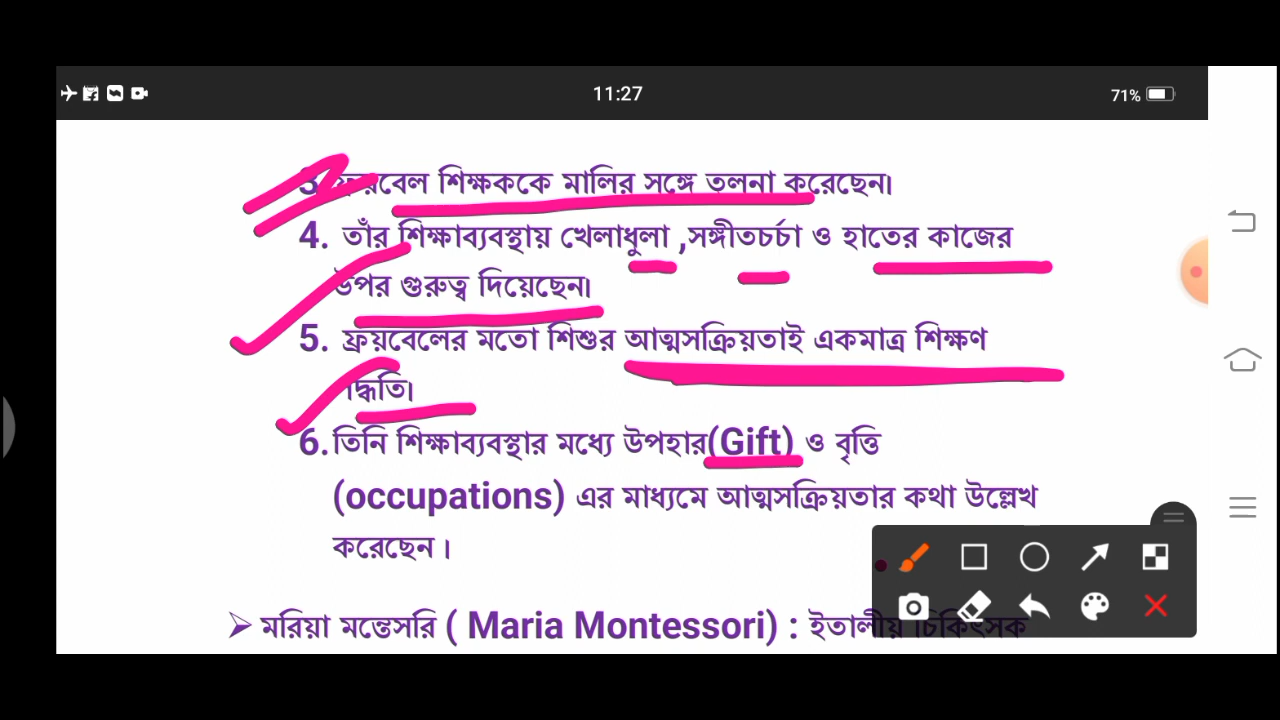 11:27
71%
3. ফ্রয়বেল শিক্ষককে মালির সঙ্গে তলনা করেছেন।
4. তাঁর শিক্ষাব্যবস্থায় খেলাধুলা ,সঙ্গীতচর্চা ও হাতের কাজের
উপর গুরুত্ব দিয়েছেন।
5. ফ্রয়বেলের মতো শিশুর আত্মসক্রিয়তাই একমাত্র শিক্ষণ
দ্ধতি।
6.তিনি শিক্ষাব্যবস্থার মধ্যে উপহার(Gift) ও বৃত্তি
(occupations) এর মাধ্যমে আত্মসক্রিয়তার কথা উল্লেখ
করেছেন ।
➢ মরিয়া মন্তেসরি ( Maria Montessori) : ইতালীয় চিকিৎসক